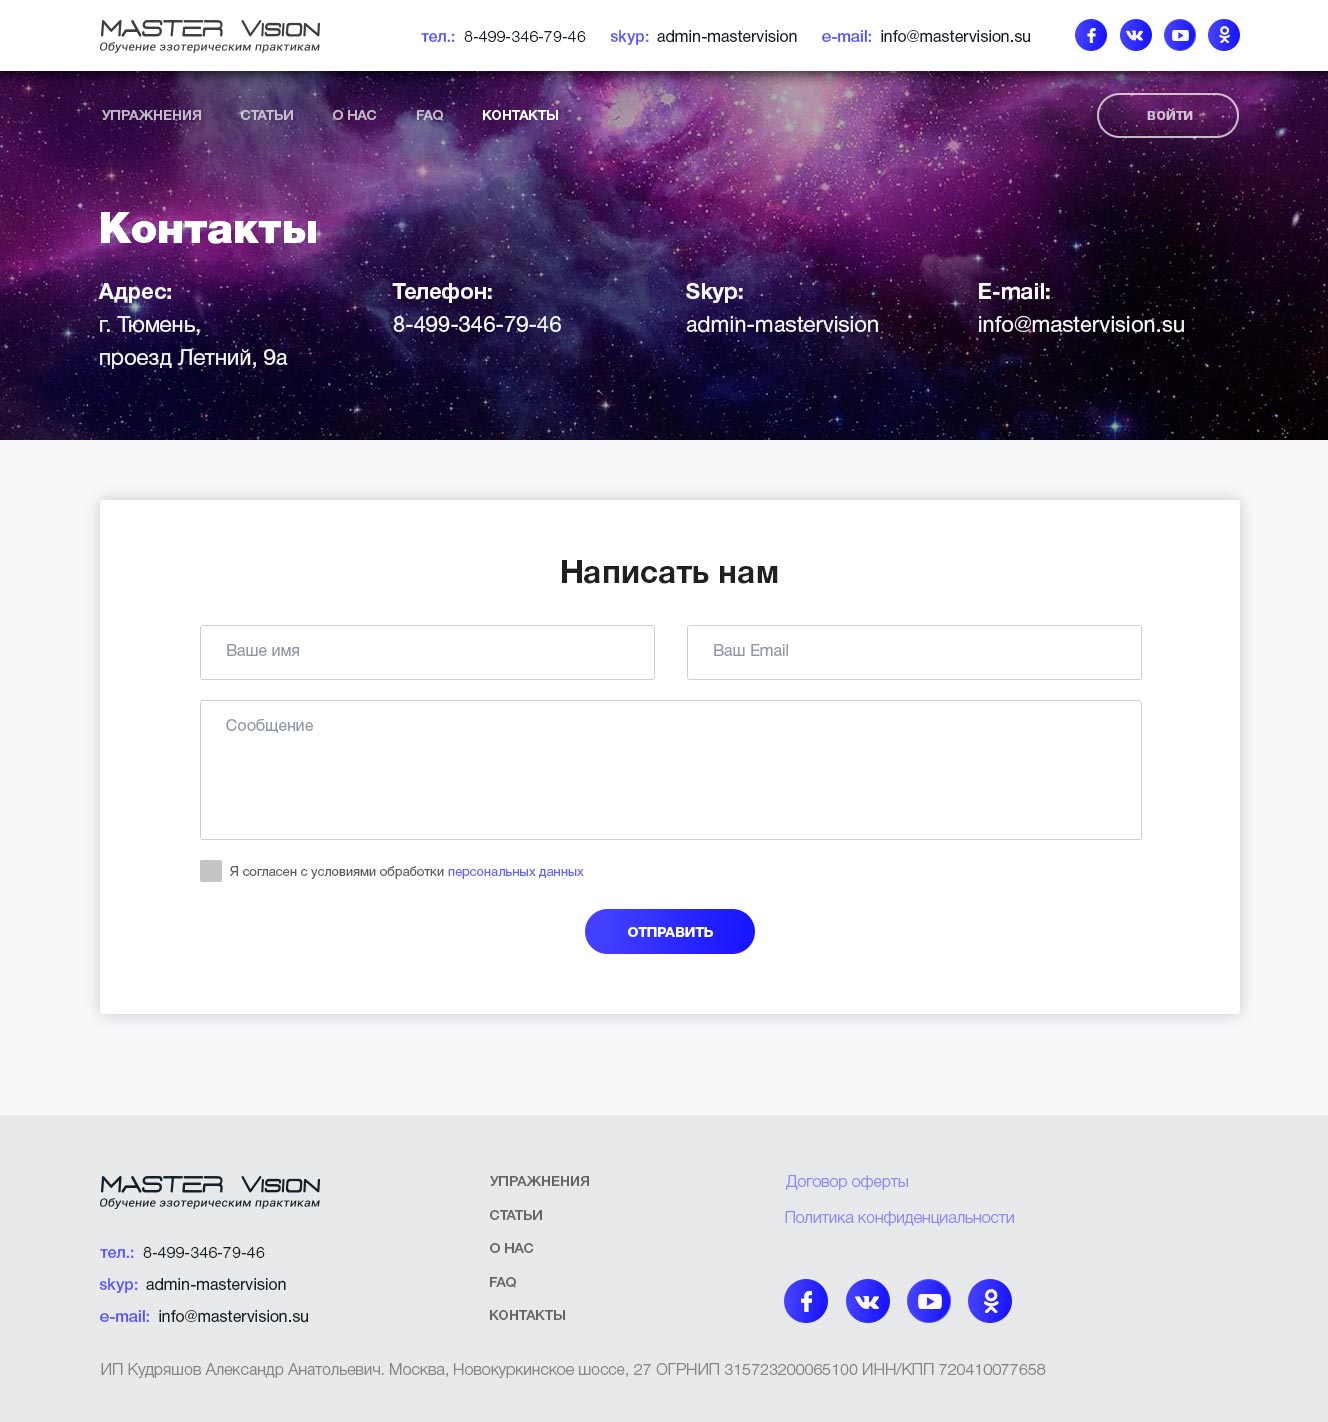 MASTER Vision
Обучение эзотерическим практикам
тел.: 8-499-346-79-46 skyp: admin-mastervision e-mail: info@mastervision.su
УПРАЖНЕНИЯ СТАТЬИ О НАС FAQ КОНТАКТЫ ВОЙТИ
Контакты
Адрес:
г. Тюмень,
проезд Летний, 9а
Телефон:
8-499-346-79-46
Skyp:
admin-mastervision
E-mail:
info@mastervision.su
Написать нам
Ваше имя
Ваш Email
Сообщение
Я согласен с условиями обработки персональных данных
ОТПРАВИТЬ
MASTER Vision
Обучение эзотерическим практикам
тел.: 8-499-346-79-46
skyp: admin-mastervision
e-mail: info@mastervision.su
УПРАЖНЕНИЯ
СТАТЬИ
О НАС
FAQ
КОНТАКТЫ
Договор оферты
Политика конфиденциальности
ИП Кудряшов Александр Анатольевич. Москва, Новокуркинское шоссе, 27 ОГРНИП 315723200065100 ИНН/КПП 720410077658